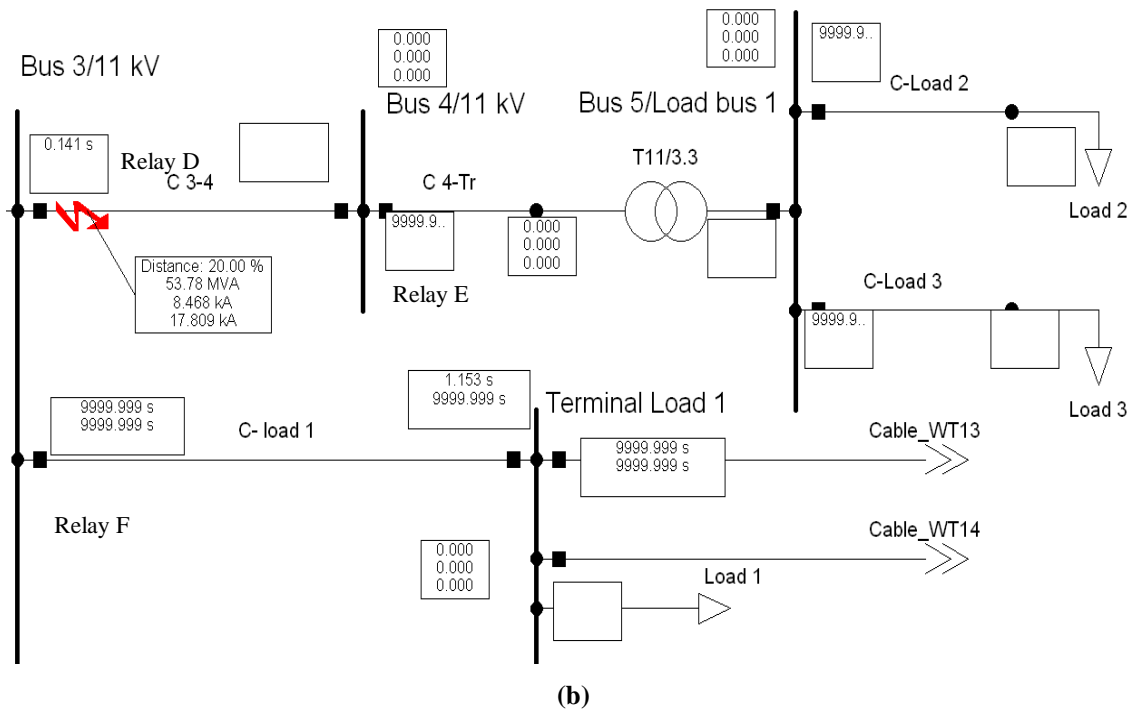 0.000
0.000
0.000
0.000
0.000
0.000
9999.9..
Bus 3/11 kV
Bus 4/11 kV
Bus 5/Load bus 1
C-Load 2
0.141 s
Relay D
C 3-4
C 4-Tr
T11/3.3
Load 2
9999.9..
0.000
0.000
0.000
Relay E
Distance: 20.00 %
53.78 MVA
8.468 kA
17.809 kA
C-Load 3
9999.9..
Load 3
9999.999 s
9999.999 s
C- load 1
1.153 s
9999.999 s
Terminal Load 1
9999.999 s
9999.999 s
Cable_WT13
Relay F
0.000
0.000
0.000
Cable_WT14
Load 1
(b)